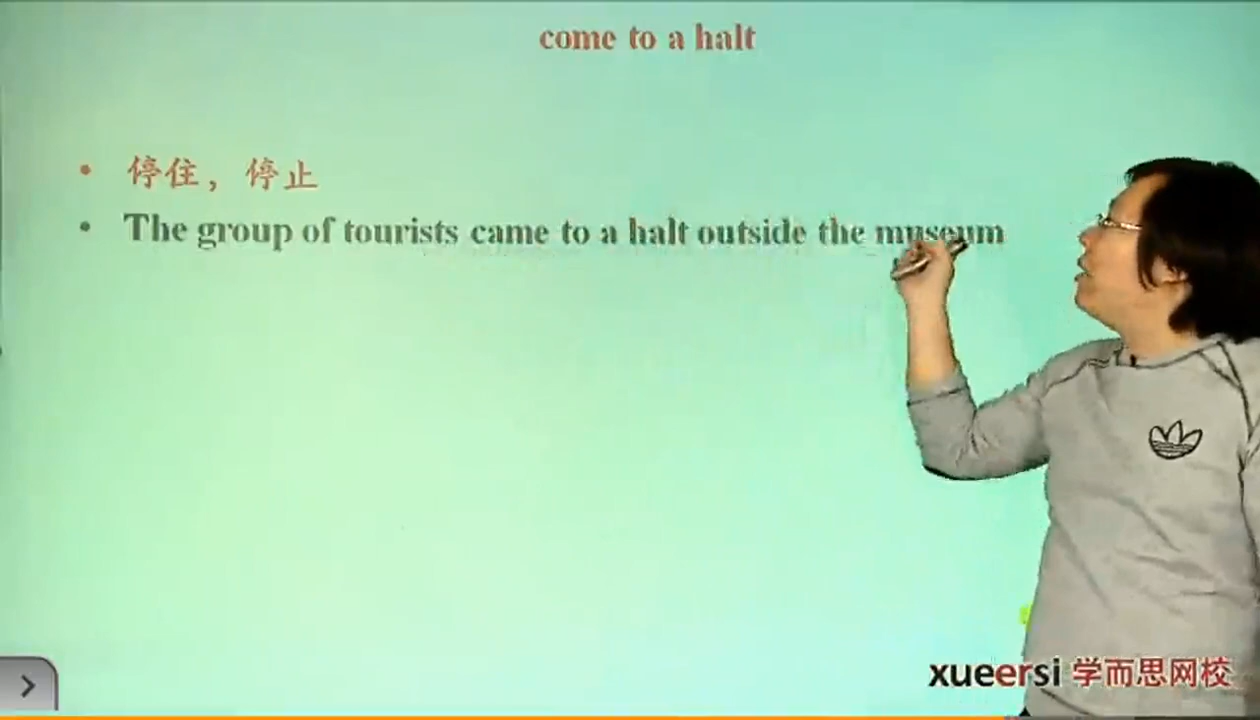 come to a halt
• 停住，停止
• The group of tourists came to a halt outside the museum
xueersi 学而思网校